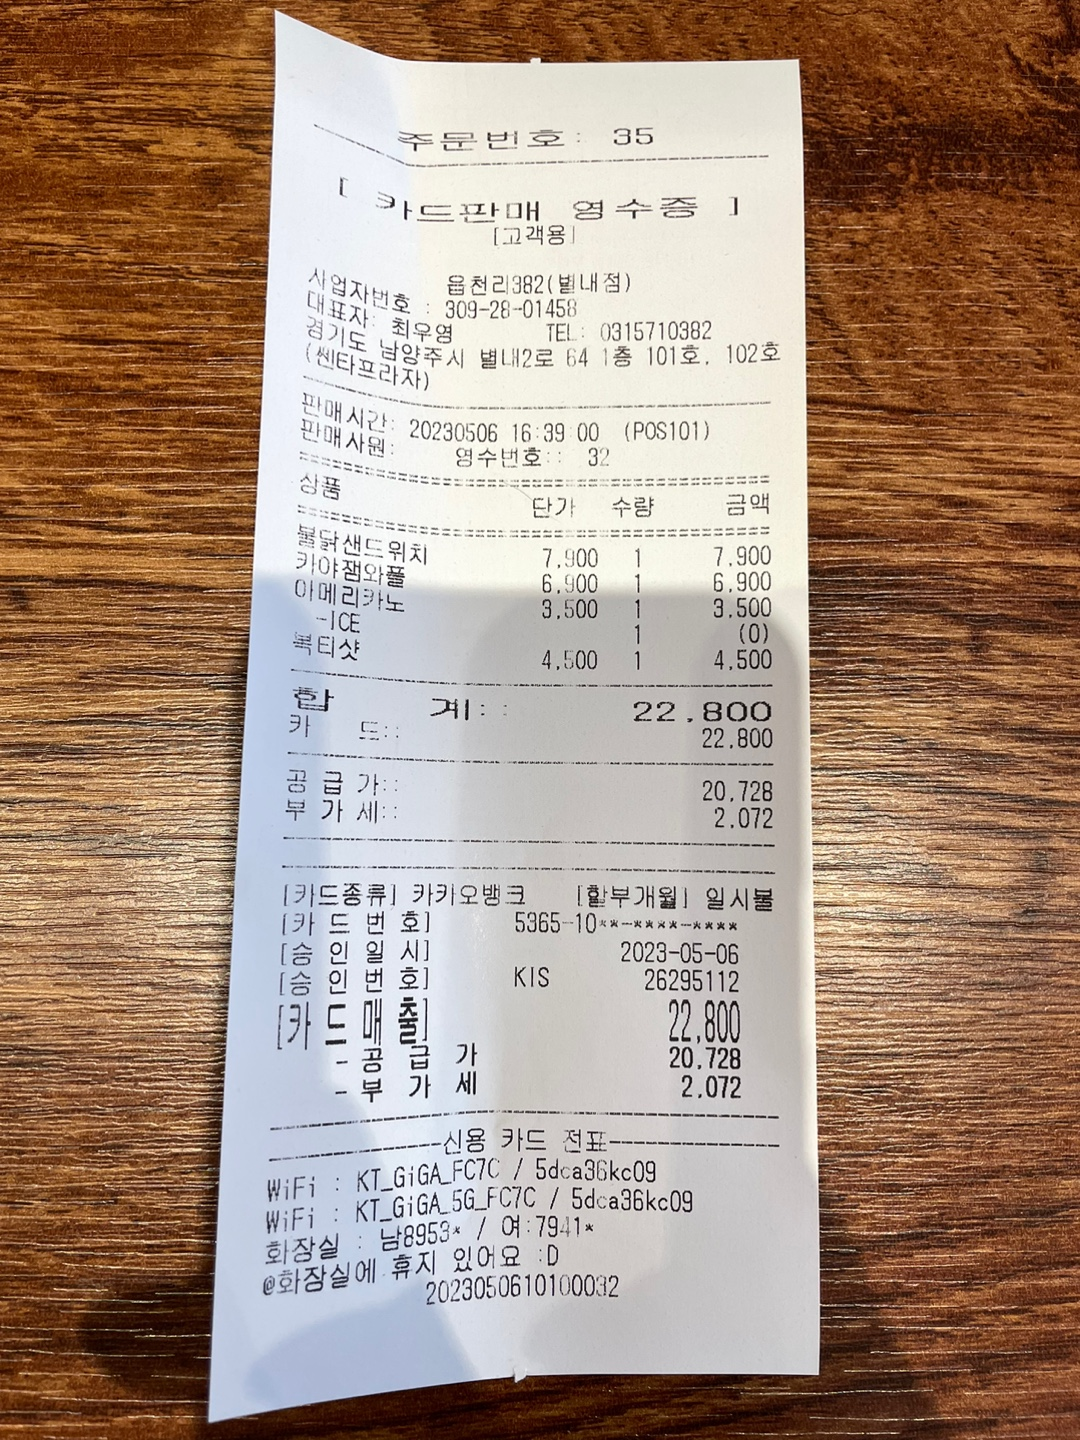 주문번호: 35
[ 카드판매 영수증 ]
[고객용]
읍천리382(별내점)
사업자번호 : 309-28-01458
대표자: 최우영 TEL: 0315710382
경기도 남양주시 별내2로 64 1층 101호, 102호
(쎈타프라자)
판매시간: 20230506 16:39:00 (POS101)
판매사원: 영수번호:: 32
상품 단가 수량 금액
불닭샌드위치 7,900 1 7,900
카야잼와플 6,900 1 6,900
아메리카노 3,500 1 3,500
-ICE 1 (0)
복티샷 4,500 1 4,500
합 계:: 22,800
카 드:: 22,800
공 급 가:: 20,728
부 가 세:: 2,072
[카드종류] 카카오뱅크 [할부개월] 일시불
[카 드 번 호] 5365-10**-****-****
[승 인 일 시] 2023-05-06
[승 인 번 호] KIS 26295112
[카 드 매 출] 22,800
- 공 급 가 20,728
- 부 가 세 2,072
신용 카드 전표
WiFi : KT_GiGA_FC7C / 5dca36kc09
WiFi : KT_GiGA_5G_FC7C / 5dca36kc09
화장실 : 남8953* / 여:7941*
@화장실에 휴지 있어요 :D
2023050610100032